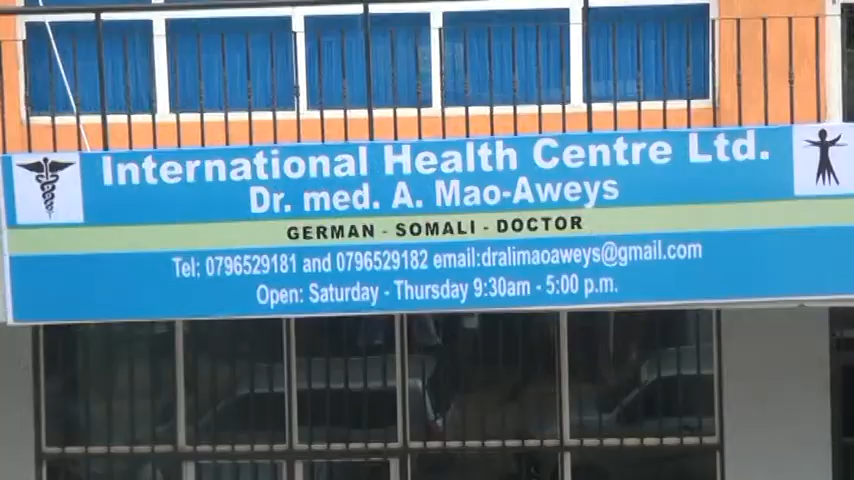 International Health Centre Ltd.
Dr. med. A. Mao-Aweys
GERMAN - SOMALI - DOCTOR
Tel: 0796529181 and 0796529182 email:dralimaoaweys@gmail.com
Open: Saturday - Thursday 9:30am - 5:00 p.m.